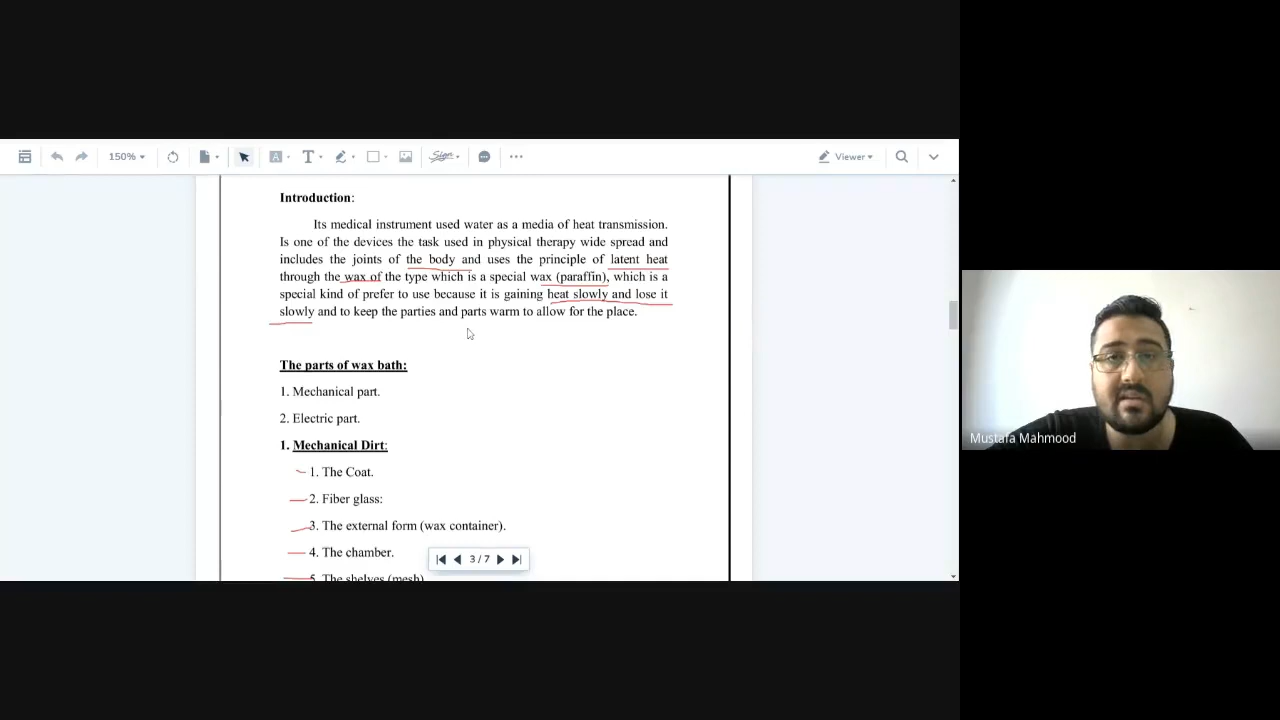 150%
T
Sign
Viewer
Introduction:
Its medical instrument used water as a media of heat transmission.
Is one of the devices the task used in physical therapy wide spread and
includes the joints of the body and uses the principle of latent heat
through the wax of the type which is a special wax (paraffin), which is a
special kind of prefer to use because it is gaining heat slowly and lose it
slowly and to keep the parties and parts warm to allow for the place.
The parts of wax bath:
1. Mechanical part.
2. Electric part.
1. Mechanical Dirt:
1. The Coat.
2. Fiber glass:
3. The external form (wax container).
4. The chamber.
5. The shelves (mesh)
3 / 7
Mustafa Mahmood